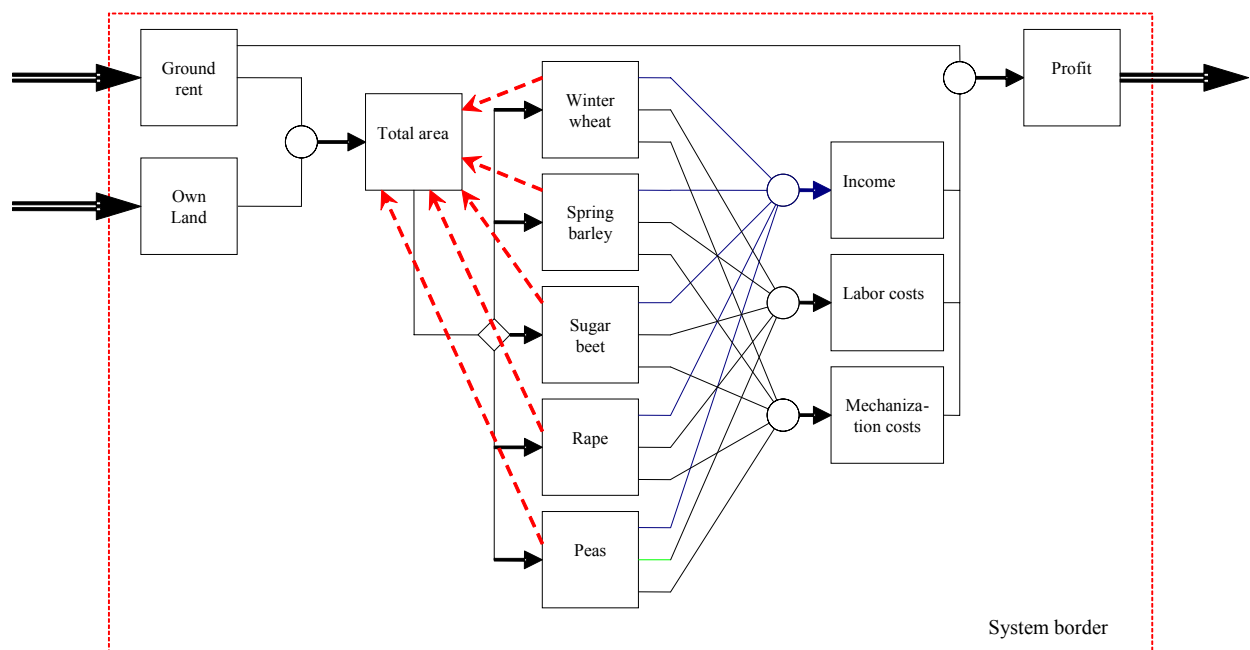 Ground
rent
Own
Land
Total area
Winter
wheat
Spring
barley
Sugar
beet
Rape
Peas
Income
Labor costs
Mechaniza-
tion costs
Profit
System border